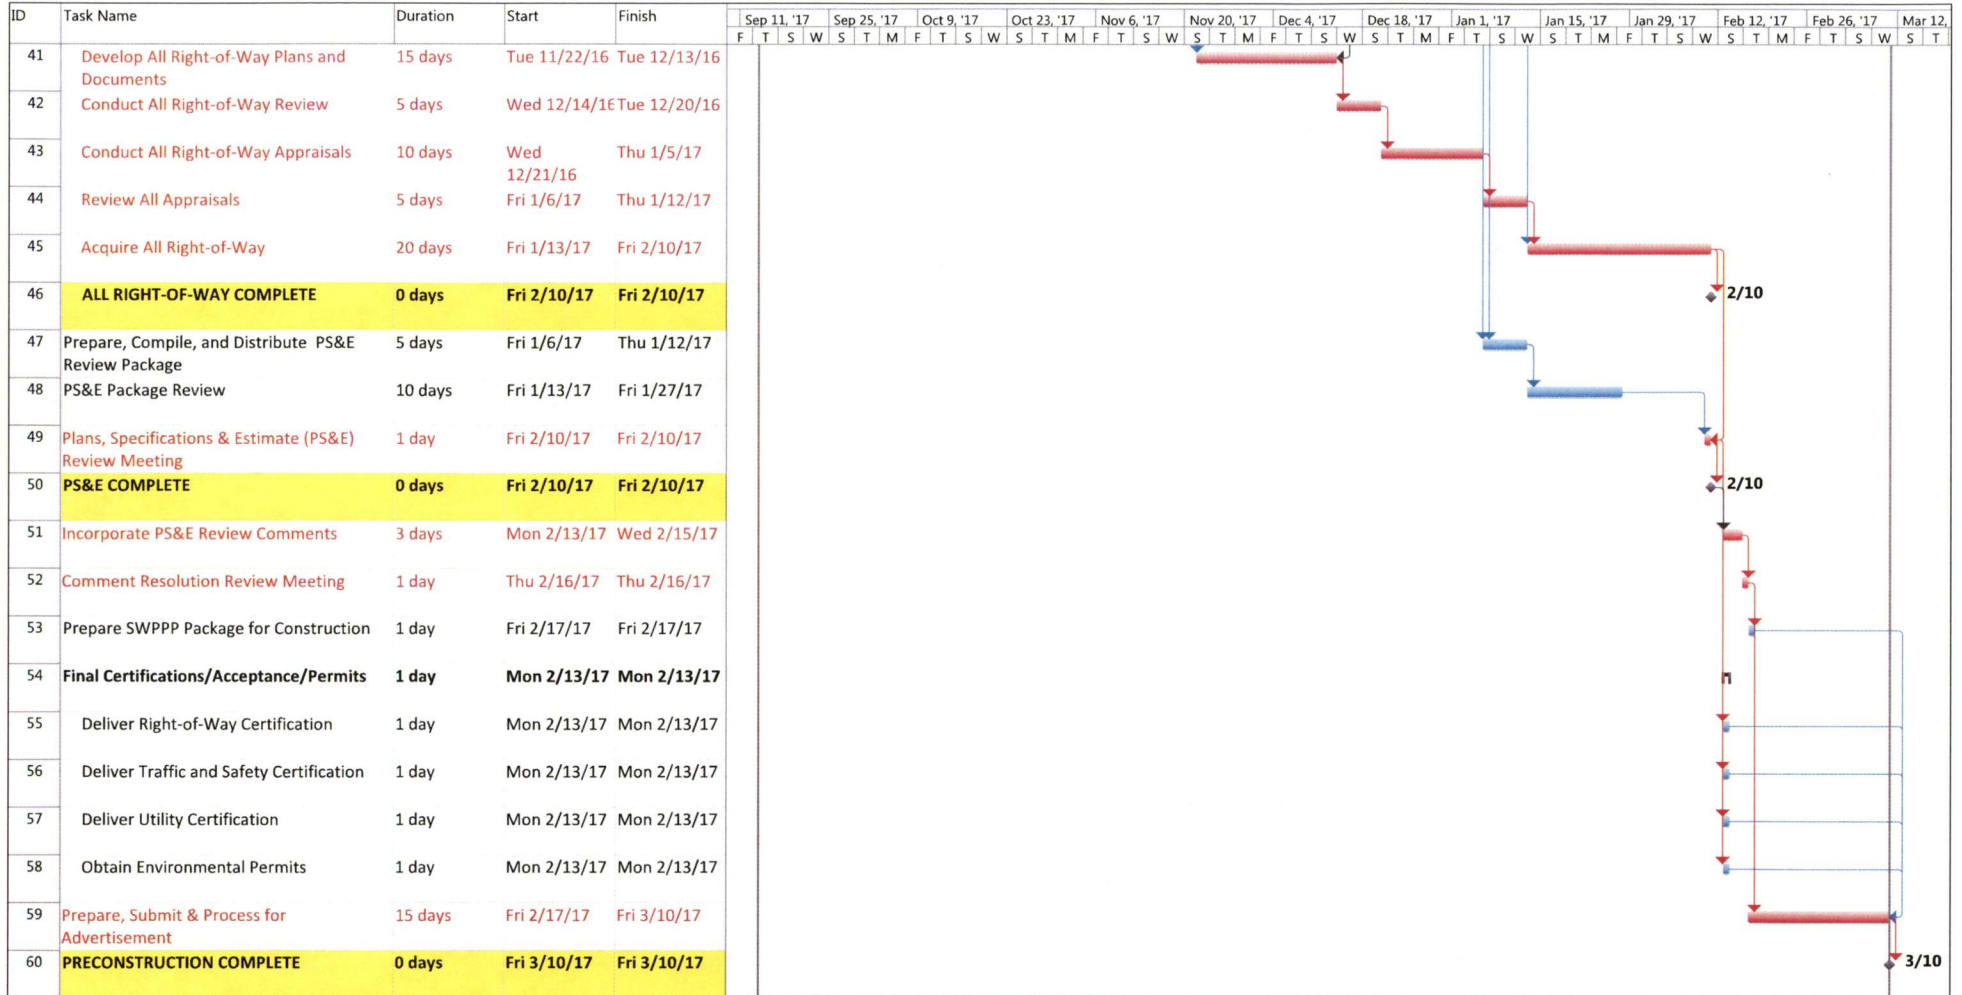 ID Task Name Duration Start Finish Sep 11, '17 Sep 25, '17 Oct 9, '17 Oct 23, '17 Nov 6, '17 Nov 20, '17 Dec 4, '17 Dec 18, '17 Jan 1, '17 Jan 15, '17 Jan 29, '17 Feb 12, '17 Feb 26, '17 Mar 12,
F T S W S T M F T S W S T M F T S W S T M F T S W S T M F T S W S T M F T S W S T M F T S W S T
41 Develop All Right-of-Way Plans and 15 days Tue 11/22/16 Tue 12/13/16
Documents
42 Conduct All Right-of-Way Review 5 days Wed 12/14/16 Tue 12/20/16
43 Conduct All Right-of-Way Appraisals 10 days Wed Thu 1/5/17
12/21/16
44 Review All Appraisals 5 days Fri 1/6/17 Thu 1/12/17
45 Acquire All Right-of-Way 20 days Fri 1/13/17 Fri 2/10/17
46 ALL RIGHT-OF-WAY COMPLETE 0 days Fri 2/10/17 Fri 2/10/17 2/10
47 Prepare, Compile, and Distribute PS&E 5 days Fri 1/6/17 Thu 1/12/17
Review Package
48 PS&E Package Review 10 days Fri 1/13/17 Fri 1/27/17
49 Plans, Specifications & Estimate (PS&E) 1 day Fri 2/10/17 Fri 2/10/17
Review Meeting
50 PS&E COMPLETE 0 days Fri 2/10/17 Fri 2/10/17 2/10
51 Incorporate PS&E Review Comments 3 days Mon 2/13/17 Wed 2/15/17
52 Comment Resolution Review Meeting 1 day Thu 2/16/17 Thu 2/16/17
53 Prepare SWPPP Package for Construction 1 day Fri 2/17/17 Fri 2/17/17
54 Final Certifications/Acceptance/Permits 1 day Mon 2/13/17 Mon 2/13/17
55 Deliver Right-of-Way Certification 1 day Mon 2/13/17 Mon 2/13/17
56 Deliver Traffic and Safety Certification 1 day Mon 2/13/17 Mon 2/13/17
57 Deliver Utility Certification 1 day Mon 2/13/17 Mon 2/13/17
58 Obtain Environmental Permits 1 day Mon 2/13/17 Mon 2/13/17
59 Prepare, Submit & Process for 15 days Fri 2/17/17 Fri 3/10/17
Advertisement
60 PRECONSTRUCTION COMPLETE 0 days Fri 3/10/17 Fri 3/10/17 3/10